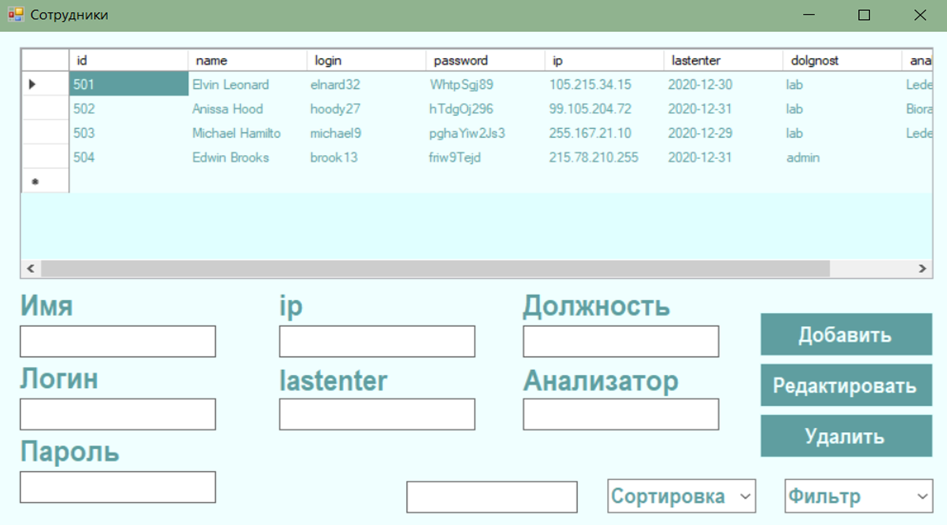 Сотрудники
id name login password ip lastenter dolgnost ana
501 Elvin Leonard elnard32 WhtpSgj89 105.215.34.15 2020-12-30 lab Lede
502 Anissa Hood hoody27 hTdgOj296 99.105.204.72 2020-12-31 lab Biora
503 Michael Hamilto michael9 pghaYiw2Js3 255.167.21.10 2020-12-29 lab Lede
504 Edwin Brooks brook13 friw9Tejd 215.78.210.255 2020-12-31 admin
Имя ip Должность
Добавить
Логин lastenter Анализатор
Редактировать
Удалить
Пароль
Сортировка Фильтр